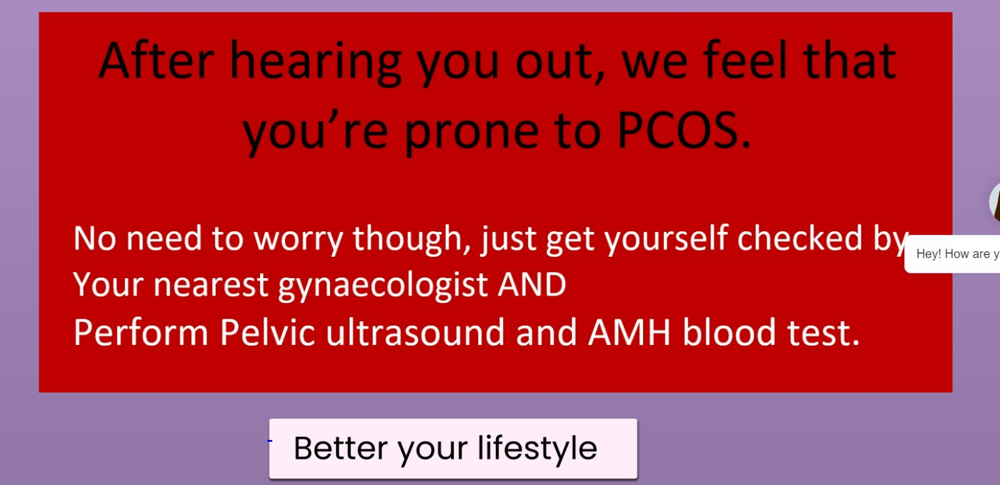 After hearing you out, we feel that
you’re prone to PCOS.
No need to worry though, just get yourself checked by
Hey! How are y
Your nearest gynaecologist AND
Perform Pelvic ultrasound and AMH blood test.
Better your lifestyle